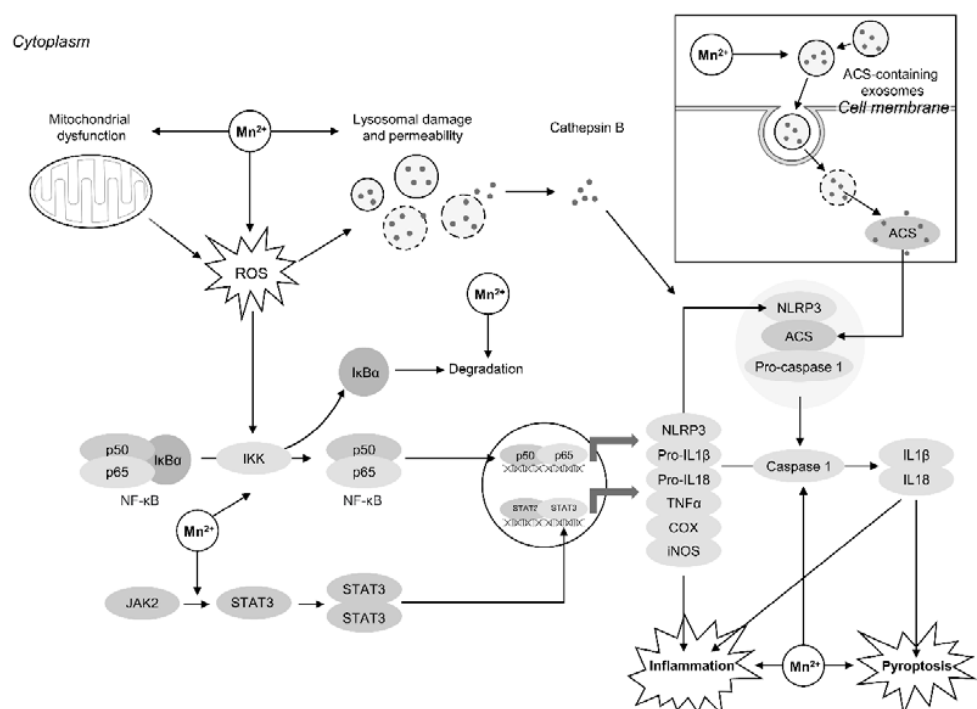 Cytoplasm
Mn²⁺
ACS-containing
exosomes
Cell membrane
Mitochondrial
dysfunction
Mn²⁺
Lysosomal damage
and permeability
Cathepsin B
ACS
ROS
Mn²⁺
NLRP3
ACS
Pro-caspase 1
IκBα
Degradation
p50
p65
IκBα
NF-κB
IKK
p50
p65
NF-κB
p50
p65
STAT3
STAT3
NLRP3
Pro-IL1β
Pro-IL18
TNFα
COX
iNOS
Caspase 1
IL1β
IL18
Mn²⁺
JAK2
STAT3
STAT3
STAT3
Inflammation
Mn²⁺
Pyroptosis